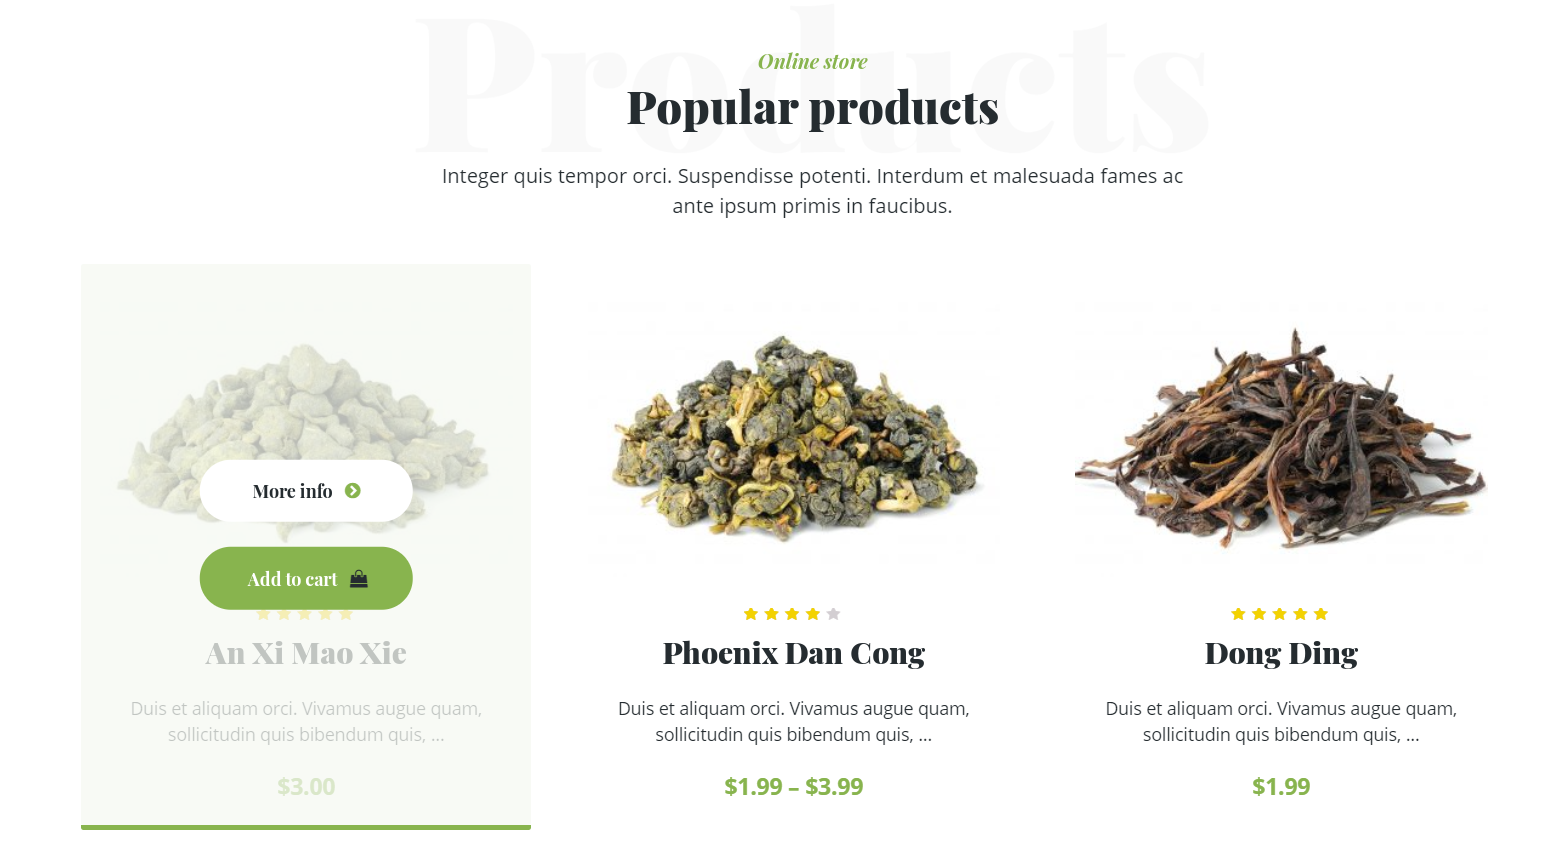 Products
Online store
Popular products
Integer quis tempor orci. Suspendisse potenti. Interdum et malesuada fames ac
ante ipsum primis in faucibus.
More info
Add to cart
An Xi Mao Xie
Duis et aliquam orci. Vivamus augue quam,
sollicitudin quis bibendum quis, ...
$3.00
Phoenix Dan Cong
Duis et aliquam orci. Vivamus augue quam,
sollicitudin quis bibendum quis, ...
$1.99 – $3.99
Dong Ding
Duis et aliquam orci. Vivamus augue quam,
sollicitudin quis bibendum quis, ...
$1.99